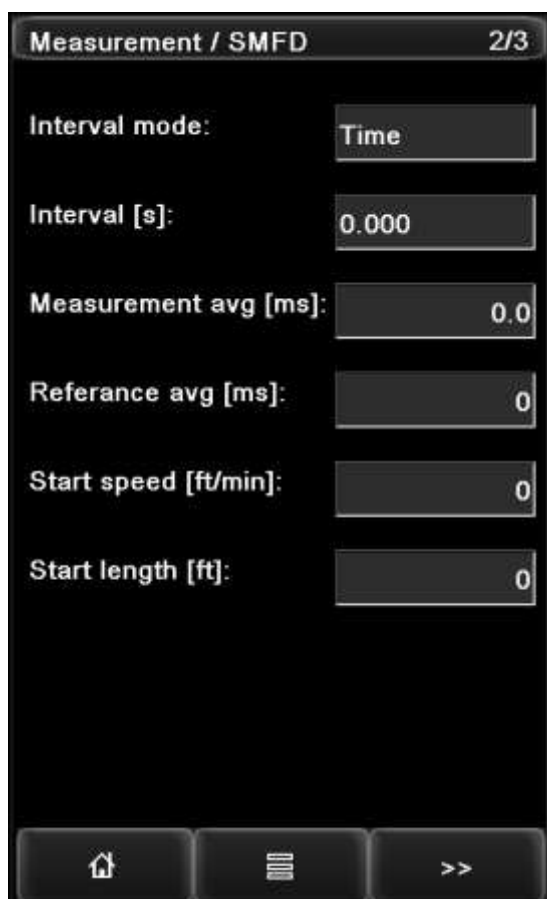 Measurement / SMFD 2/3
Interval mode: Time
Interval [s]: 0.000
Measurement avg [ms]: 0.0
Referance avg [ms]: 0
Start speed [ft/min]: 0
Start length [ft]: 0
>>